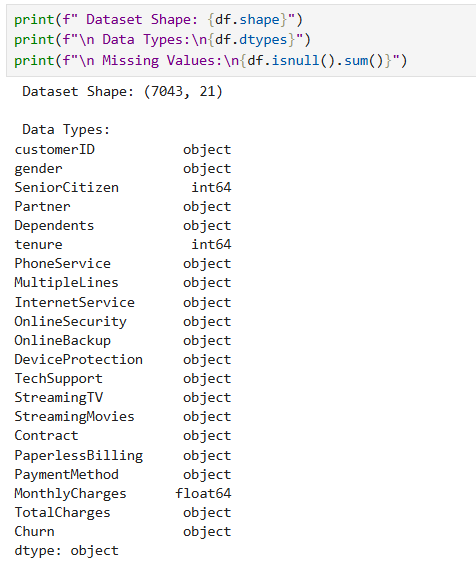 print(f" Dataset Shape: {df.shape}")
print(f"\n Data Types:\n{df.dtypes}")
print(f"\n Missing Values:\n{df.isnull().sum()}")
Dataset Shape: (7043, 21)
Data Types:
customerID object
gender object
SeniorCitizen int64
Partner object
Dependents object
tenure int64
PhoneService object
MultipleLines object
InternetService object
OnlineSecurity object
OnlineBackup object
DeviceProtection object
TechSupport object
StreamingTV object
StreamingMovies object
Contract object
PaperlessBilling object
PaymentMethod object
MonthlyCharges float64
TotalCharges object
Churn object
dtype: object